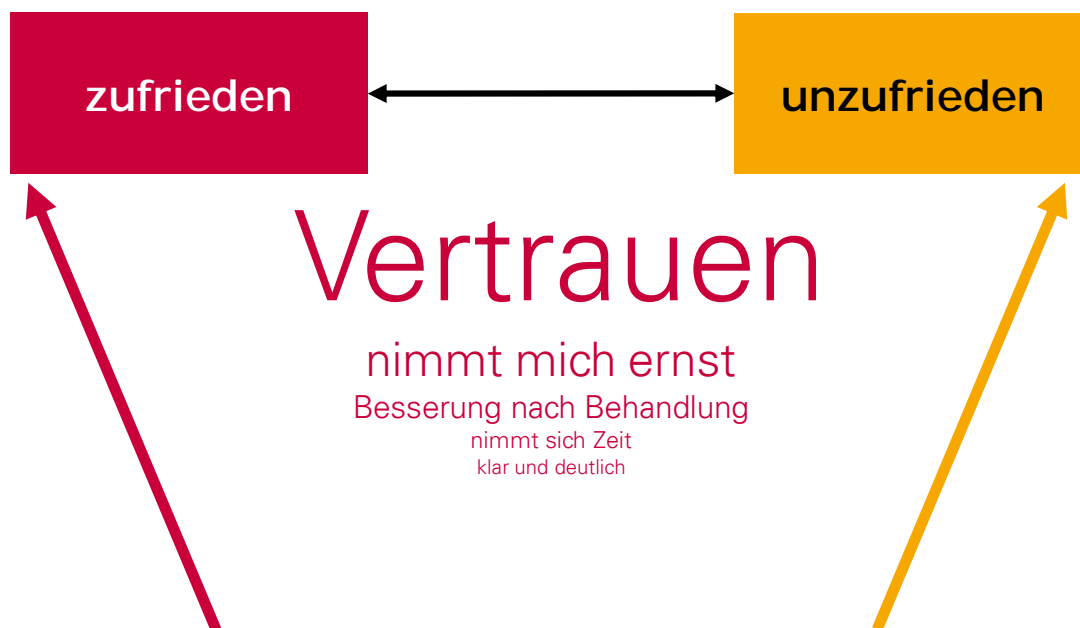 zufrieden
unzufrieden
Vertrauen
nimmt mich ernst
Besserung nach Behandlung
nimmt sich Zeit
klar und deutlich